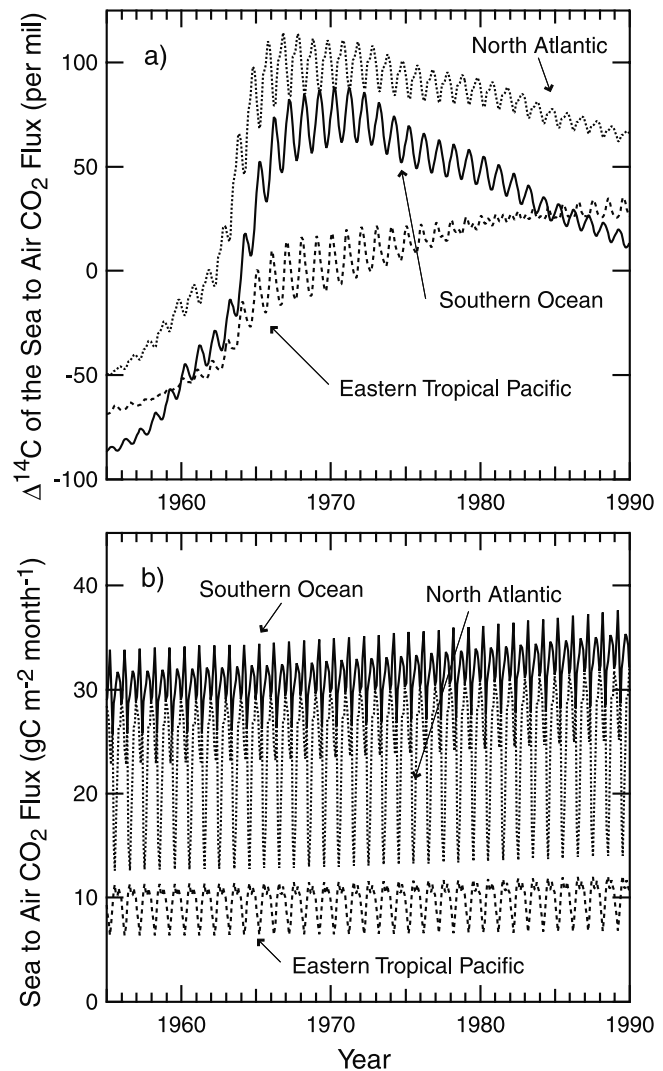 a)
North Atlantic
Southern Ocean
Eastern Tropical Pacific
Δ¹⁴C of the Sea to Air CO₂ Flux (per mil)
100
50
0
-50
-100
1960 1970 1980 1990
b)
Southern Ocean
North Atlantic
Eastern Tropical Pacific
Sea to Air CO₂ Flux (gC m⁻² month⁻¹)
40
30
20
10
0
1960 1970 1980 1990
Year